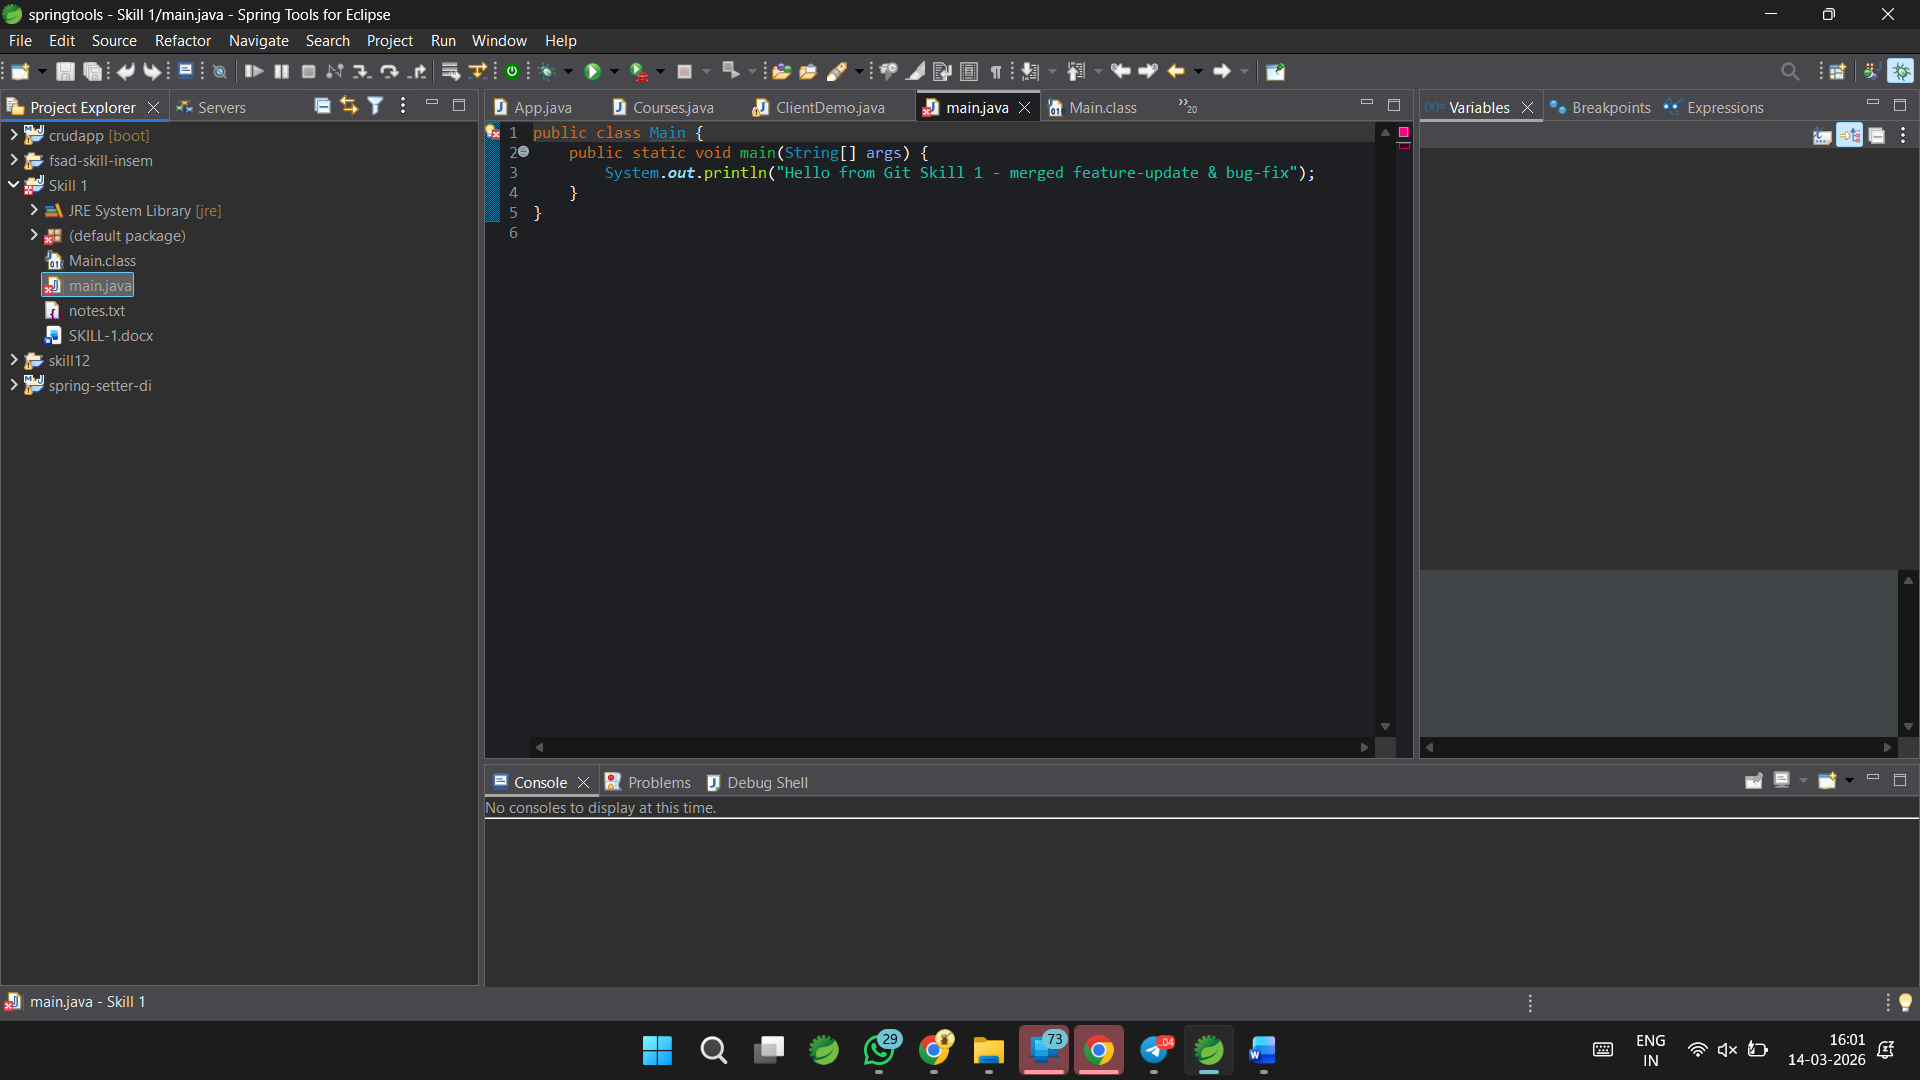 springtools - Skill 1/main.java - Spring Tools for Eclipse
File Edit Source Refactor Navigate Search Project Run Window Help
Project Explorer
Servers
crudapp [boot]
fsad-skill-insem
Skill 1
JRE System Library [jre]
(default package)
Main.class
main.java
notes.txt
SKILL-1.docx
skill12
spring-setter-di
App.java Courses.java ClientDemo.java main.java Main.class »20
1 public class Main {
2 public static void main(String[] args) {
3 System.out.println("Hello from Git Skill 1 - merged feature-update & bug-fix");
4 }
5 }
6
(x)= Variables Breakpoints Expressions
Console Problems Debug Shell
No consoles to display at this time.
main.java - Skill 1
29
73
.04
W
ENG
IN
16:01
14-03-2026